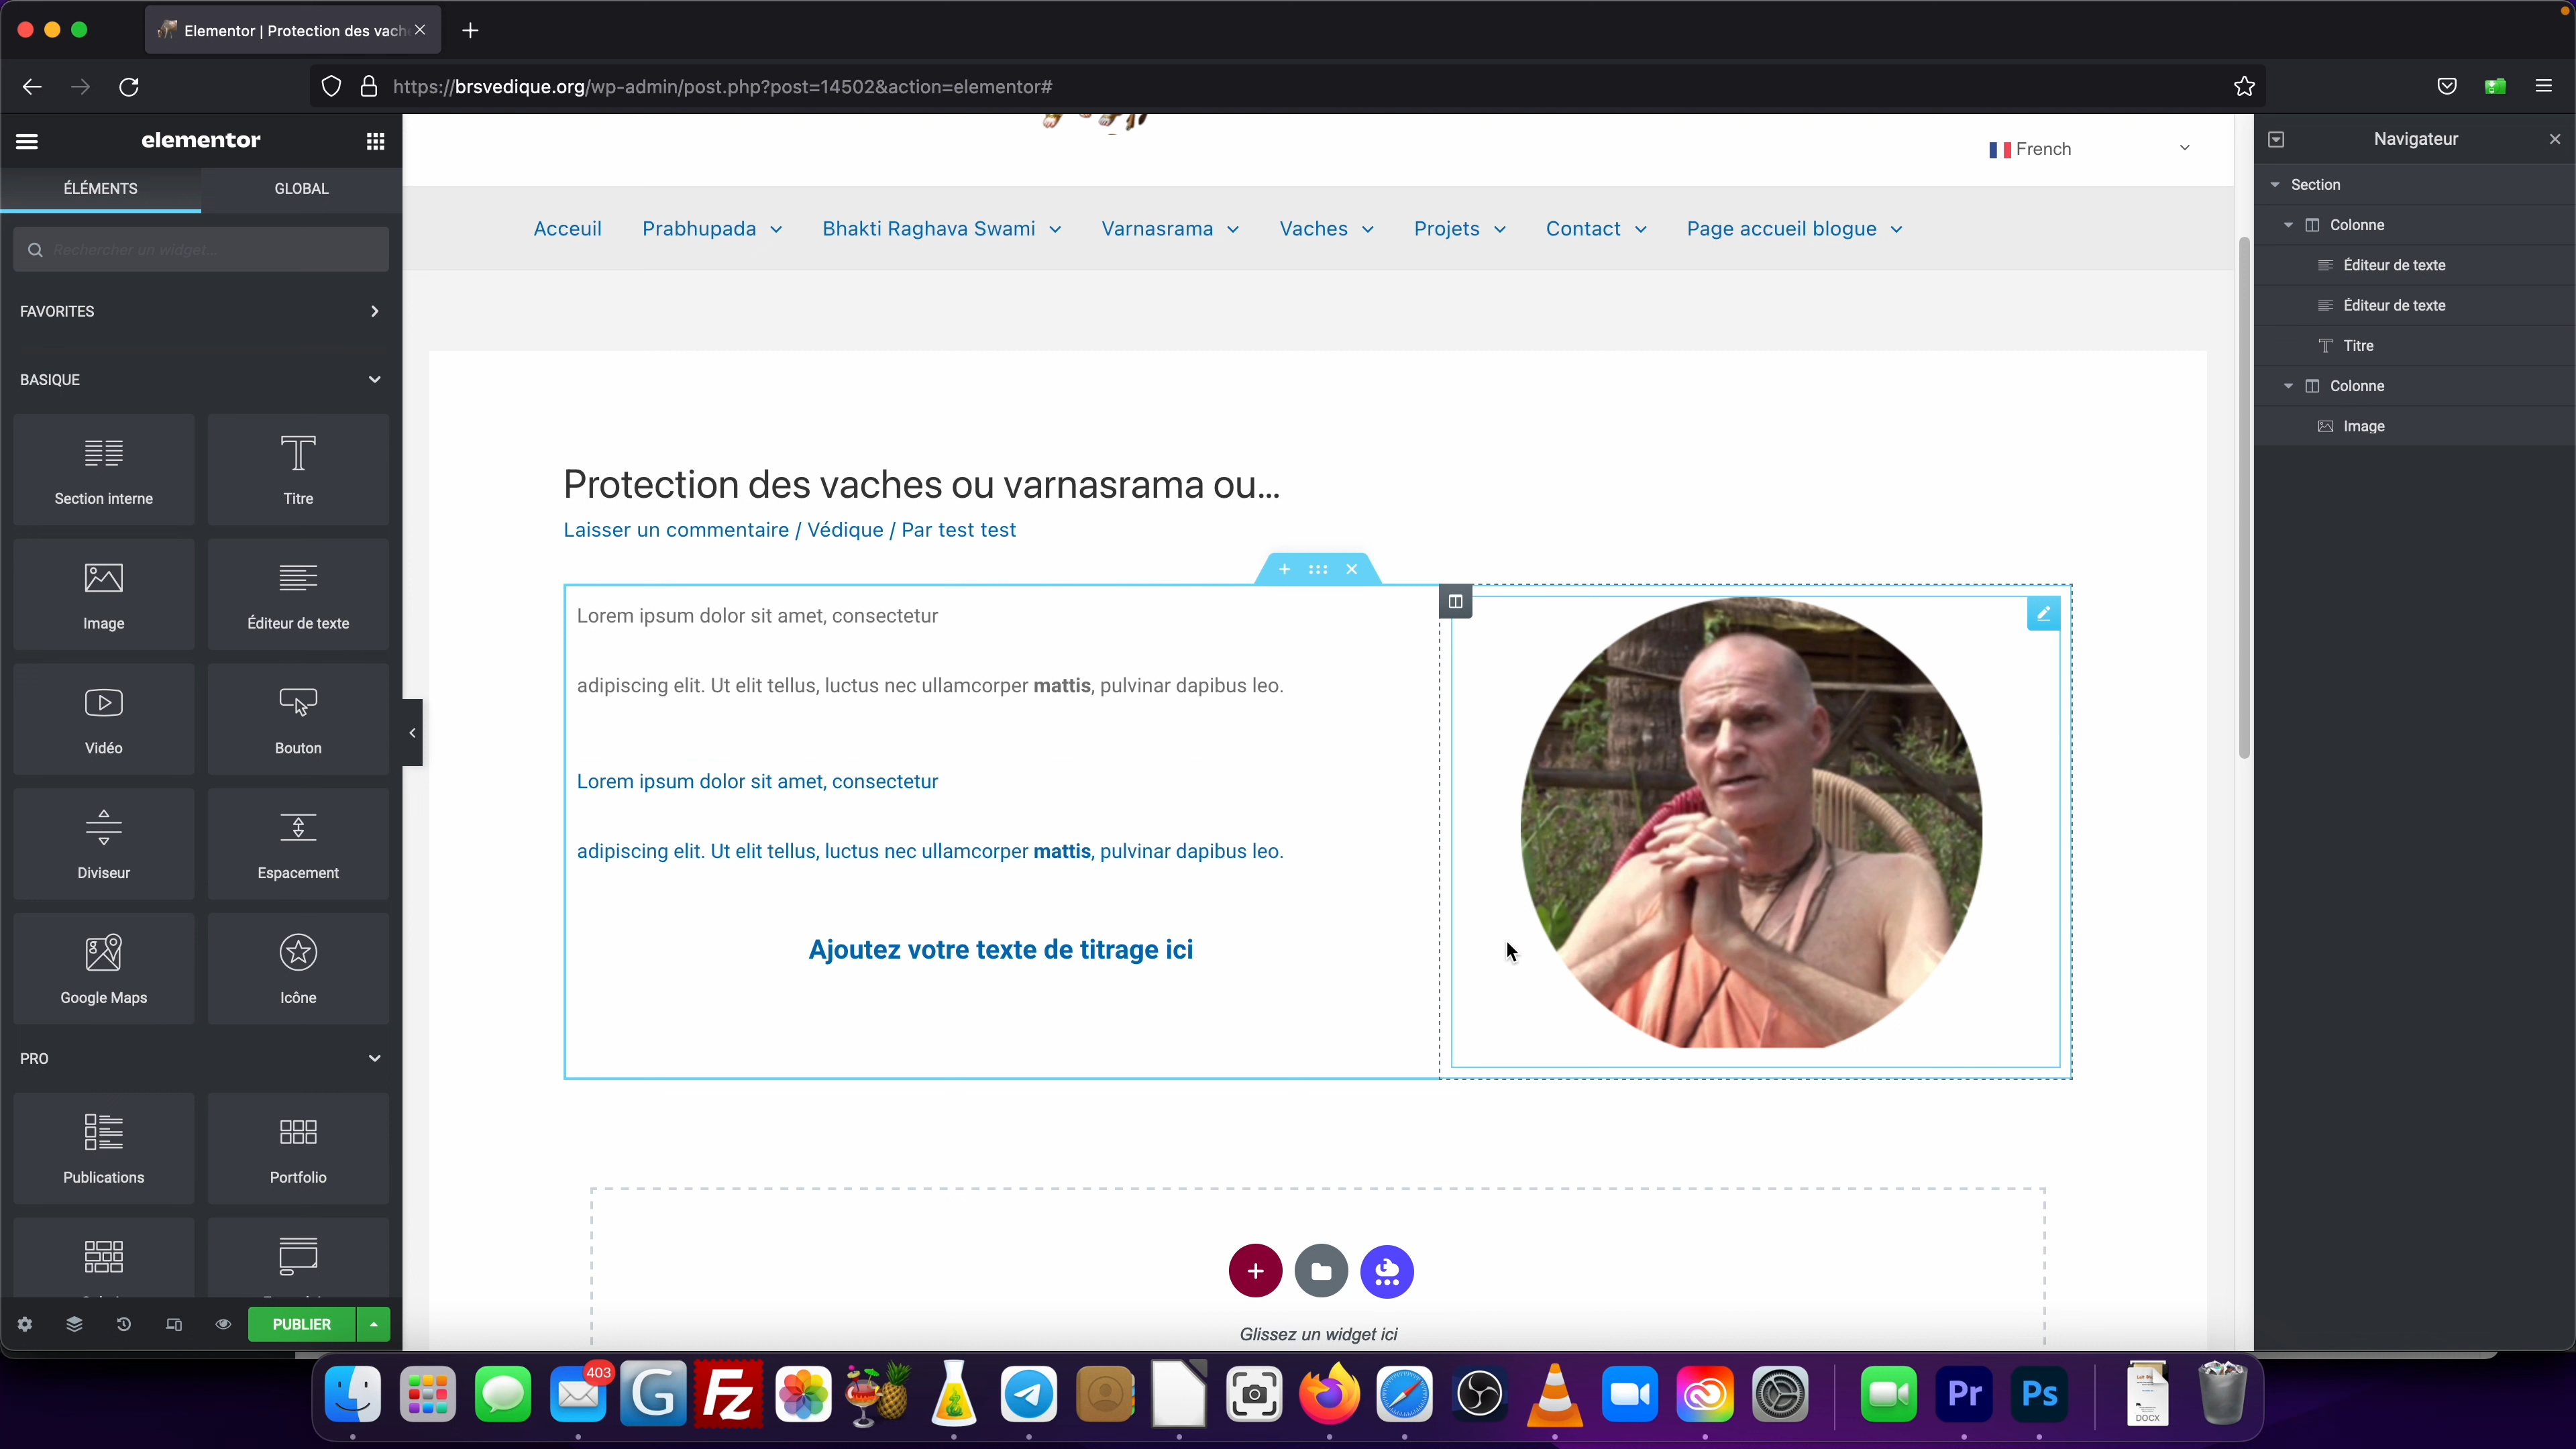 Elementor | Protection des vach
https://brsvedique.org/wp-admin/post.php?post=14502&action=elementor#
elementor
ÉLÉMENTS
GLOBAL
Rechercher un widget...
FAVORITES
BASIQUE
Section interne
Titre
Image
Éditeur de texte
Vidéo
Bouton
Diviseur
Espacement
Google Maps
Icône
PRO
Publications
Portfolio
PUBLIER
French
Acceuil
Prabhupada
Bhakti Raghava Swami
Varnasrama
Vaches
Projets
Contact
Page accueil blogue
Protection des vaches ou varnasrama ou...
Laisser un commentaire / Védique / Par test test
Lorem ipsum dolor sit amet, consectetur
adipiscing elit. Ut elit tellus, luctus nec ullamcorper mattis, pulvinar dapibus leo.
Lorem ipsum dolor sit amet, consectetur
adipiscing elit. Ut elit tellus, luctus nec ullamcorper mattis, pulvinar dapibus leo.
Ajoutez votre texte de titrage ici
Glissez un widget ici
Navigateur
Section
Colonne
Éditeur de texte
Éditeur de texte
Titre
Colonne
Image
403
G
Fz
Pr
Ps
DOCX